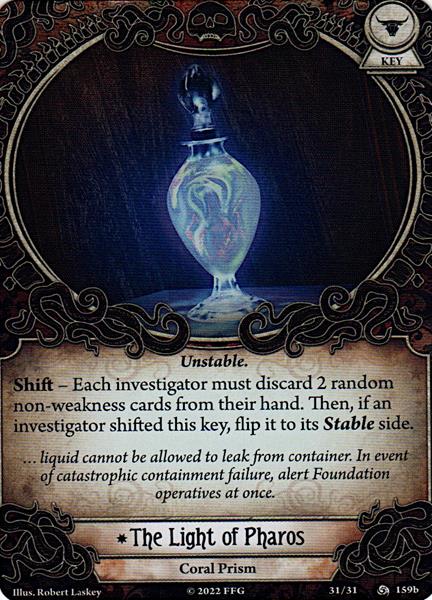 KEY
Unstable.
Shift – Each investigator must discard 2 random
non-weakness cards from their hand. Then, if an
investigator shifted this key, flip it to its Stable side.
... liquid cannot be allowed to leak from container. In event
of catastrophic containment failure, alert Foundation
operatives at once.
*The Light of Pharos
Coral Prism
Illus. Robert Laskey © 2022 FFG 31/31 159b